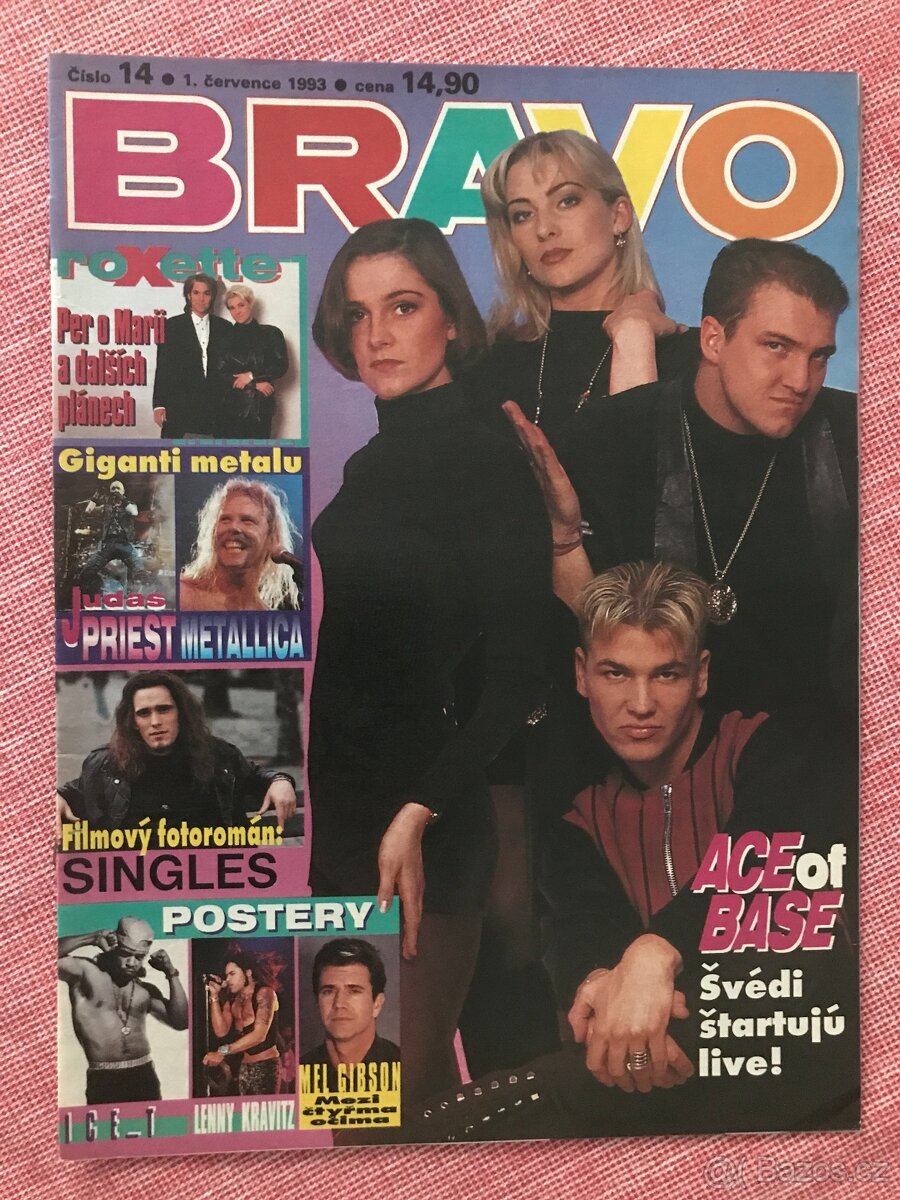 Číslo 14 ● 1. července 1993 ● cena 14,90
BRAVO
roxette
Per o Marii
a dalších
plánech
Giganti metalu
Judas
PRIEST
METALLICA
Filmový fotoromán:
SINGLES
POSTERY
ICE-T
LENNY KRAVITZ
MEL GIBSON
Mezi
čtyřma
očima
ACE of
BASE
Švédi
štartujú
live!
Bazos.cz